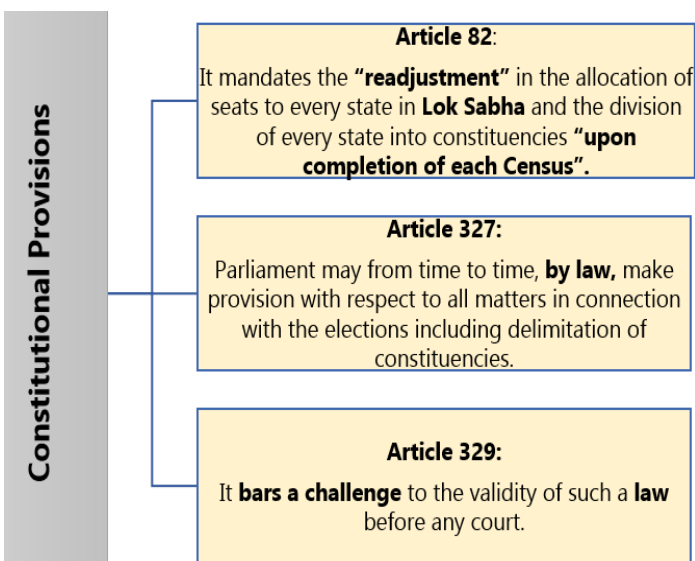 Constitutional Provisions
Article 82:
It mandates the “readjustment” in the allocation of
seats to every state in Lok Sabha and the division
of every state into constituencies “upon
completion of each Census”.
Article 327:
Parliament may from time to time, by law, make
provision with respect to all matters in connection
with the elections including delimitation of
constituencies.
Article 329:
It bars a challenge to the validity of such a law
before any court.